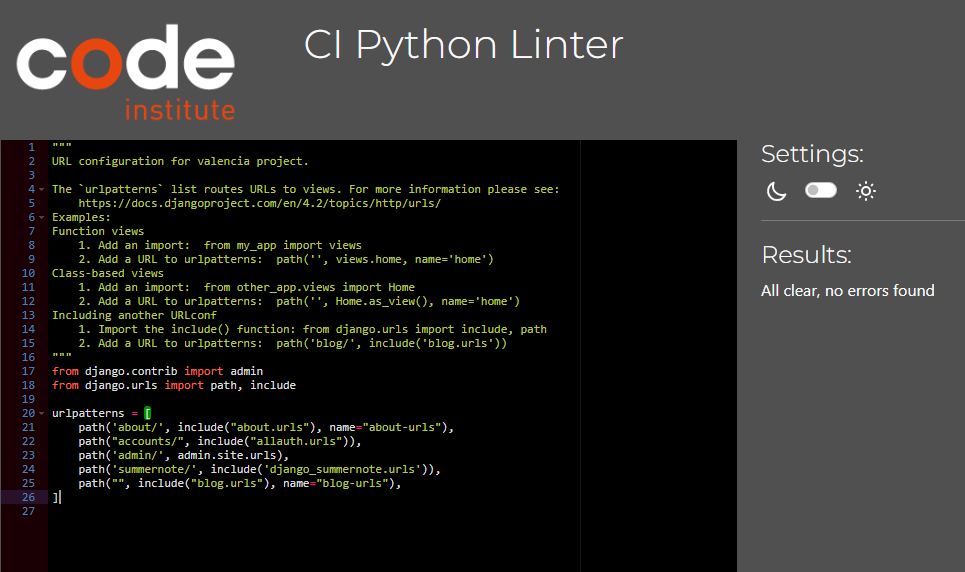 code
institute
CI Python Linter
1 """
2 URL configuration for valencia project.
3
4 The `urlpatterns` list routes URLs to views. For more information please see:
5     https://docs.djangoproject.com/en/4.2/topics/http/urls/
6 Examples:
7 Function views
8     1. Add an import:  from my_app import views
9     2. Add a URL to urlpatterns:  path('', views.home, name='home')
10 Class-based views
11     1. Add an import:  from other_app.views import Home
12     2. Add a URL to urlpatterns:  path('', Home.as_view(), name='home')
13 Including another URLconf
14     1. Import the include() function: from django.urls import include, path
15     2. Add a URL to urlpatterns:  path('blog/', include('blog.urls'))
16 """
17 from django.contrib import admin
18 from django.urls import path, include
19
20 urlpatterns = [
21     path('about/', include("about.urls"), name="about-urls"),
22     path("accounts/", include("allauth.urls")),
23     path('admin/', admin.site.urls),
24     path('summernote/', include('django_summernote.urls')),
25     path("", include("blog.urls"), name="blog-urls"),
26 ]
27
Settings:
Results:
All clear, no errors found